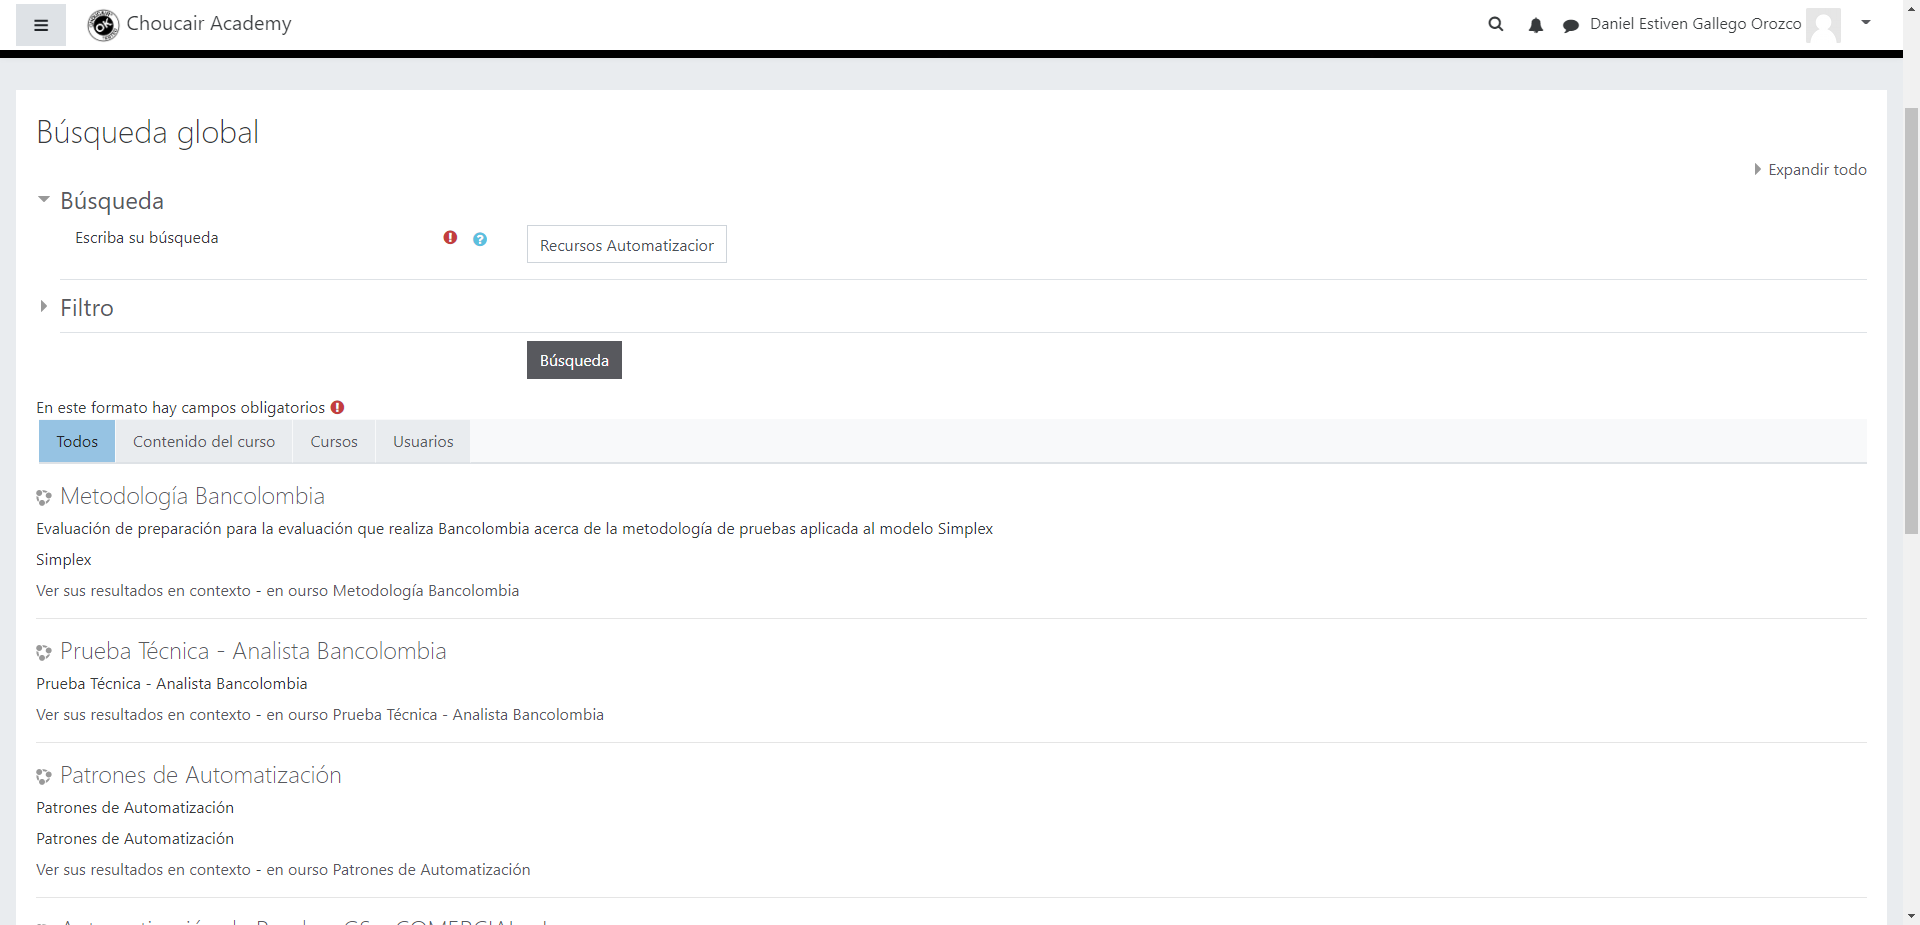 Choucair Academy
Daniel Estiven Gallego Orozco
Búsqueda global
Expandir todo
Búsqueda
Escriba su búsqueda
Recursos Automatizacior
Filtro
Búsqueda
En este formato hay campos obligatorios
Todos
Contenido del curso
Cursos
Usuarios
Metodología Bancolombia
Evaluación de preparación para la evaluación que realiza Bancolombia acerca de la metodología de pruebas aplicada al modelo Simplex
Simplex
Ver sus resultados en contexto - en ourso Metodología Bancolombia
Prueba Técnica - Analista Bancolombia
Prueba Técnica - Analista Bancolombia
Ver sus resultados en contexto - en ourso Prueba Técnica - Analista Bancolombia
Patrones de Automatización
Patrones de Automatización
Patrones de Automatización
Ver sus resultados en contexto - en ourso Patrones de Automatización